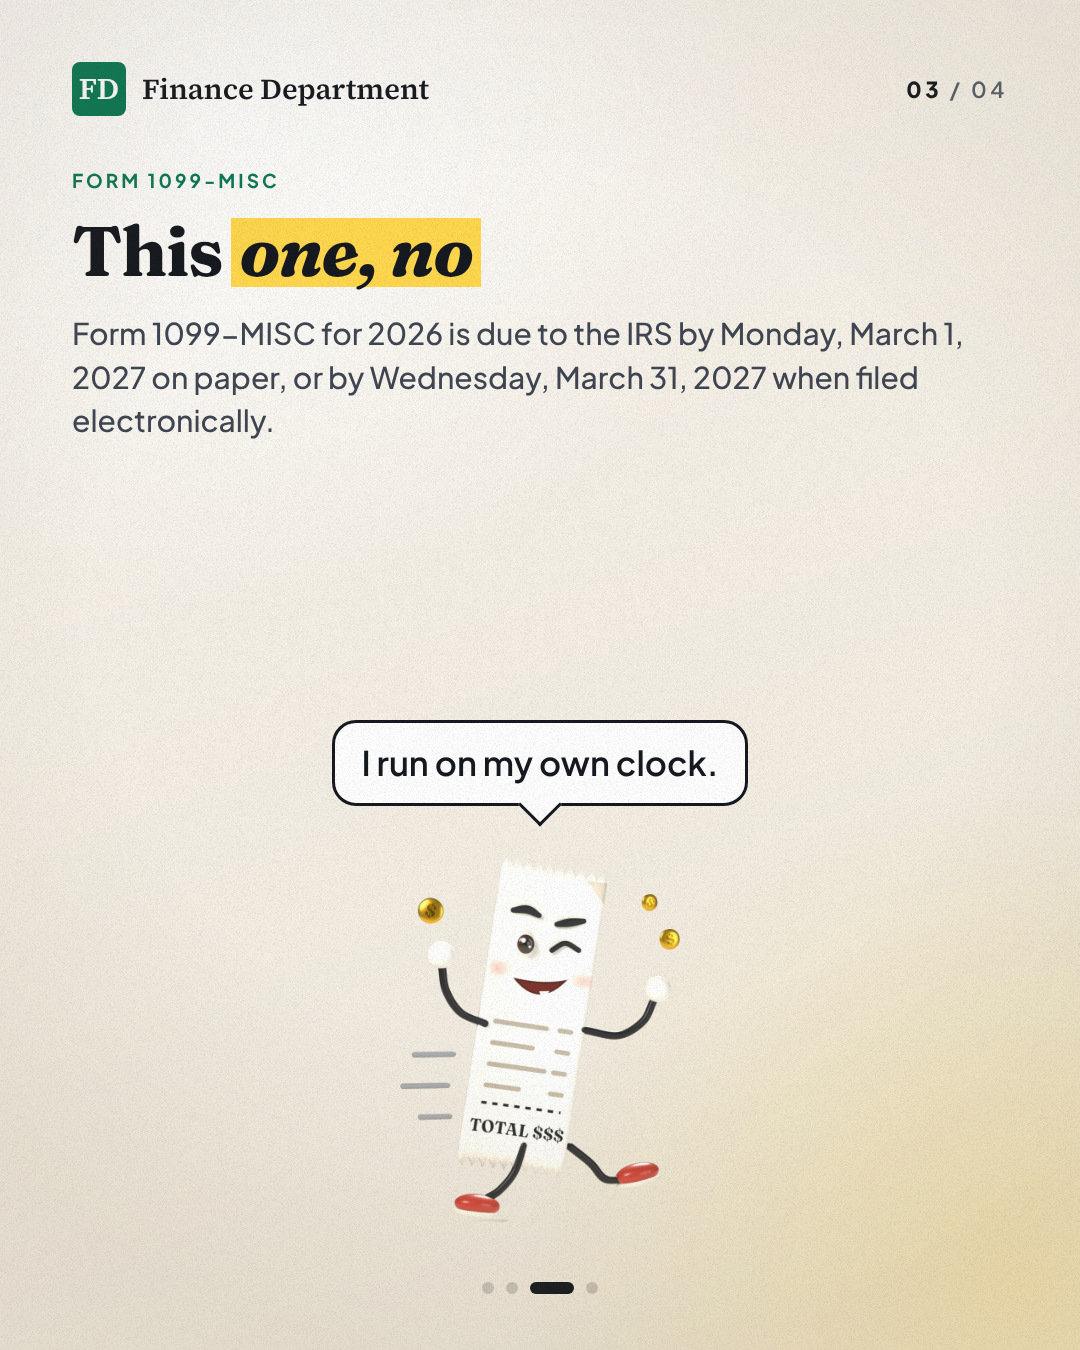 FD Finance Department
03 / 04
FORM 1099-MISC
This one, no
Form 1099–MISC for 2026 is due to the IRS by Monday, March 1,
2027 on paper, or by Wednesday, March 31, 2027 when filed
electronically.
I run on my own clock.
TOTAL $$$